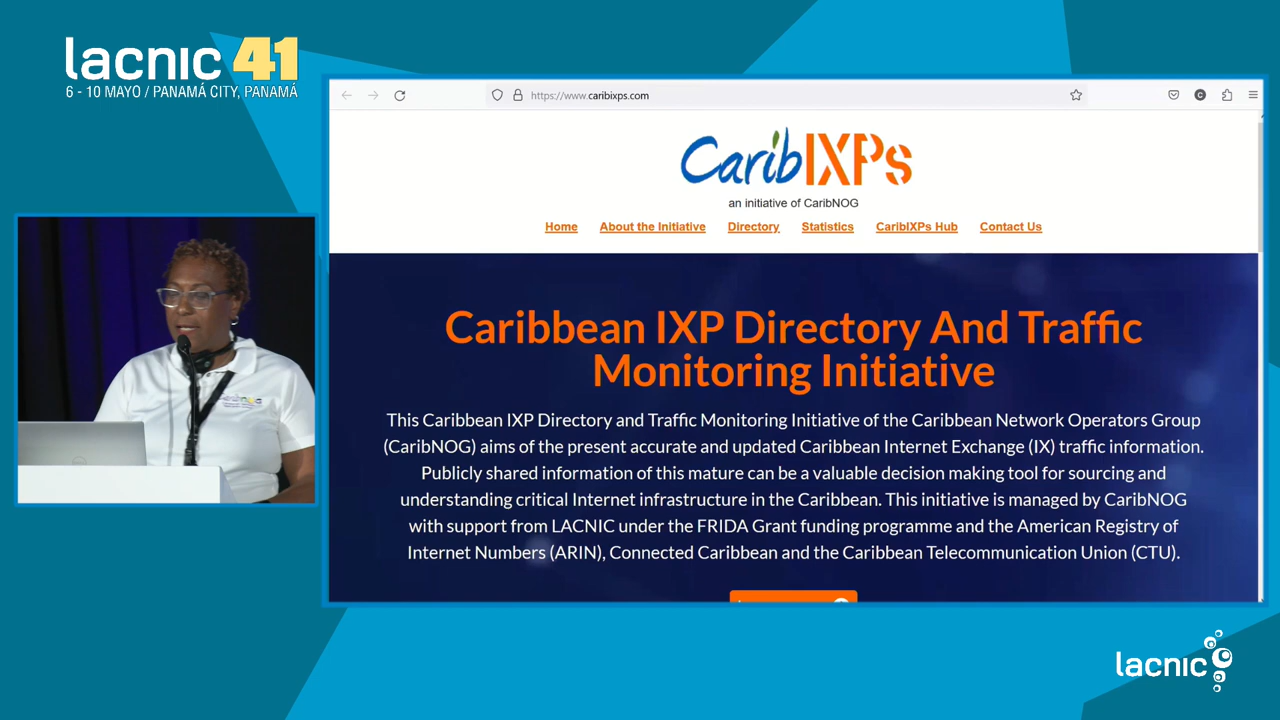 lacnic 41
6 - 10 MAYO / PANAMÁ CITY, PANAMÁ
https://www.caribixps.com
CaribIXPs
an initiative of CaribNOG
Home About the Initiative Directory Statistics CaribIXPs Hub Contact Us
Caribbean IXP Directory And Traffic
Monitoring Initiative
This Caribbean IXP Directory and Traffic Monitoring Initiative of the Caribbean Network Operators Group
(CaribNOG) aims of the present accurate and updated Caribbean Internet Exchange (IX) traffic information.
Publicly shared information of this mature can be a valuable decision making tool for sourcing and
understanding critical Internet infrastructure in the Caribbean. This initiative is managed by CaribNOG
with support from LACNIC under the FRIDA Grant funding programme and the American Registry of
Internet Numbers (ARIN), Connected Caribbean and the Caribbean Telecommunication Union (CTU).
lacnic